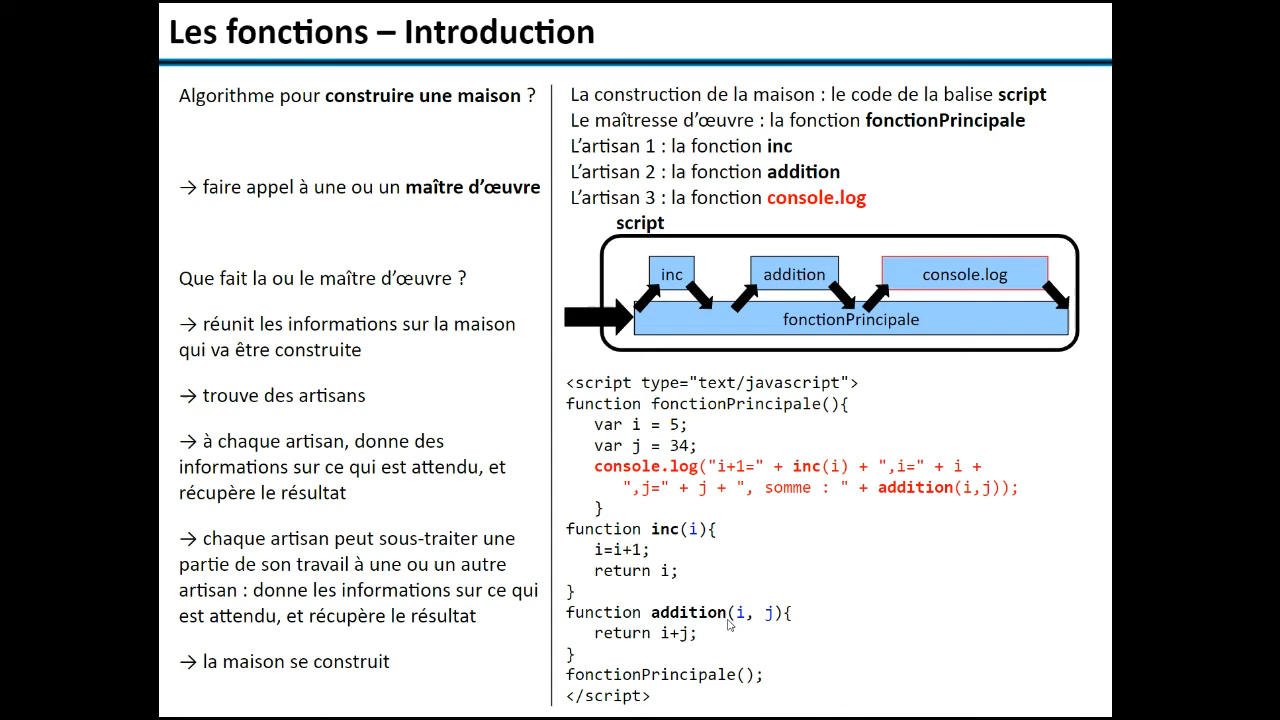 Les fonctions – Introduction
Algorithme pour construire une maison ?
→ faire appel à une ou un maître d’œuvre
Que fait la ou le maître d’œuvre ?
→ réunit les informations sur la maison
qui va être construite
→ trouve des artisans
→ à chaque artisan, donne des
informations sur ce qui est attendu, et
récupère le résultat
→ chaque artisan peut sous-traiter une
partie de son travail à une ou un autre
artisan : donne les informations sur ce qui
est attendu, et récupère le résultat
→ la maison se construit
La construction de la maison : le code de la balise script
Le maîtresse d’œuvre : la fonction fonctionPrincipale
L’artisan 1 : la fonction inc
L’artisan 2 : la fonction addition
L’artisan 3 : la fonction console.log
script
inc
addition
console.log
fonctionPrincipale
<script type="text/javascript">
function fonctionPrincipale(){
   var i = 5;
   var j = 34;
   console.log("i+1=" + inc(i) + ",i=" + i +
      ",j=" + j + ", somme : " + addition(i,j));
   }
function inc(i){
   i=i+1;
   return i;
}
function addition(i, j){
   return i+j;
}
fonctionPrincipale();
</script>